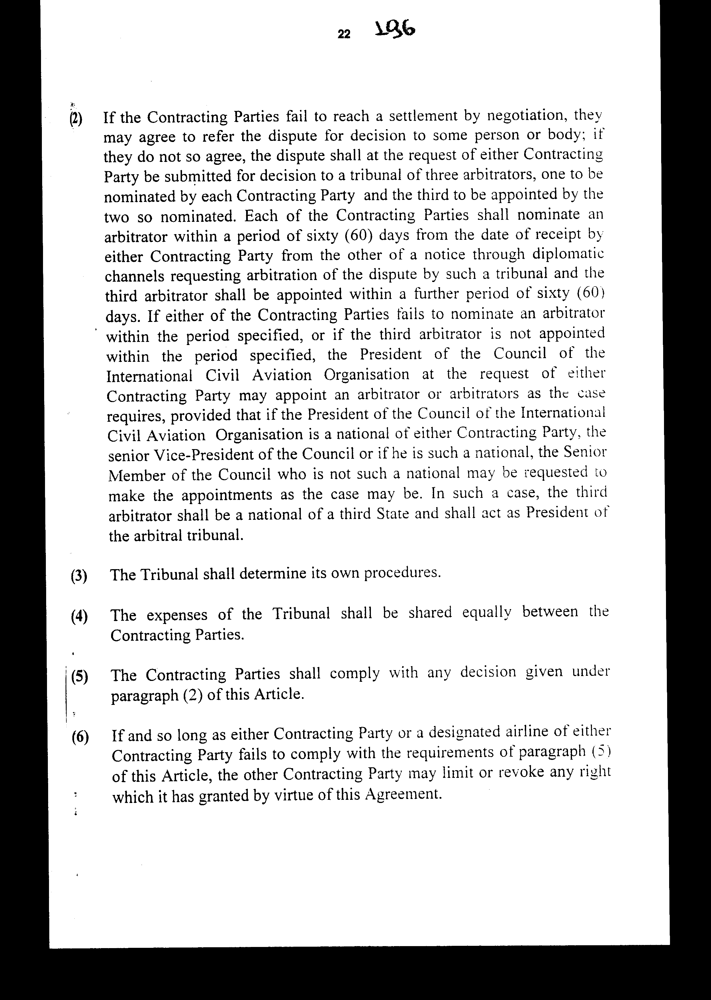 22 196
(2) If the Contracting Parties fail to reach a settlement by negotiation, they
may agree to refer the dispute for decision to some person or body; if
they do not so agree, the dispute shall at the request of either Contracting
Party be submitted for decision to a tribunal of three arbitrators, one to be
nominated by each Contracting Party and the third to be appointed by the
two so nominated. Each of the Contracting Parties shall nominate an
arbitrator within a period of sixty (60) days from the date of receipt by
either Contracting Party from the other of a notice through diplomatic
channels requesting arbitration of the dispute by such a tribunal and the
third arbitrator shall be appointed within a further period of sixty (60)
days. If either of the Contracting Parties fails to nominate an arbitrator
within the period specified, or if the third arbitrator is not appointed
within the period specified, the President of the Council of the
International Civil Aviation Organisation at the request of either
Contracting Party may appoint an arbitrator or arbitrators as the case
requires, provided that if the President of the Council of the International
Civil Aviation Organisation is a national of either Contracting Party, the
senior Vice-President of the Council or if he is such a national, the Senior
Member of the Council who is not such a national may be requested to
make the appointments as the case may be. In such a case, the third
arbitrator shall be a national of a third State and shall act as President of
the arbitral tribunal.
(3) The Tribunal shall determine its own procedures.
(4) The expenses of the Tribunal shall be shared equally between the
Contracting Parties.
(5) The Contracting Parties shall comply with any decision given under
paragraph (2) of this Article.
(6) If and so long as either Contracting Party or a designated airline of either
Contracting Party fails to comply with the requirements of paragraph (5)
of this Article, the other Contracting Party may limit or revoke any right
which it has granted by virtue of this Agreement.